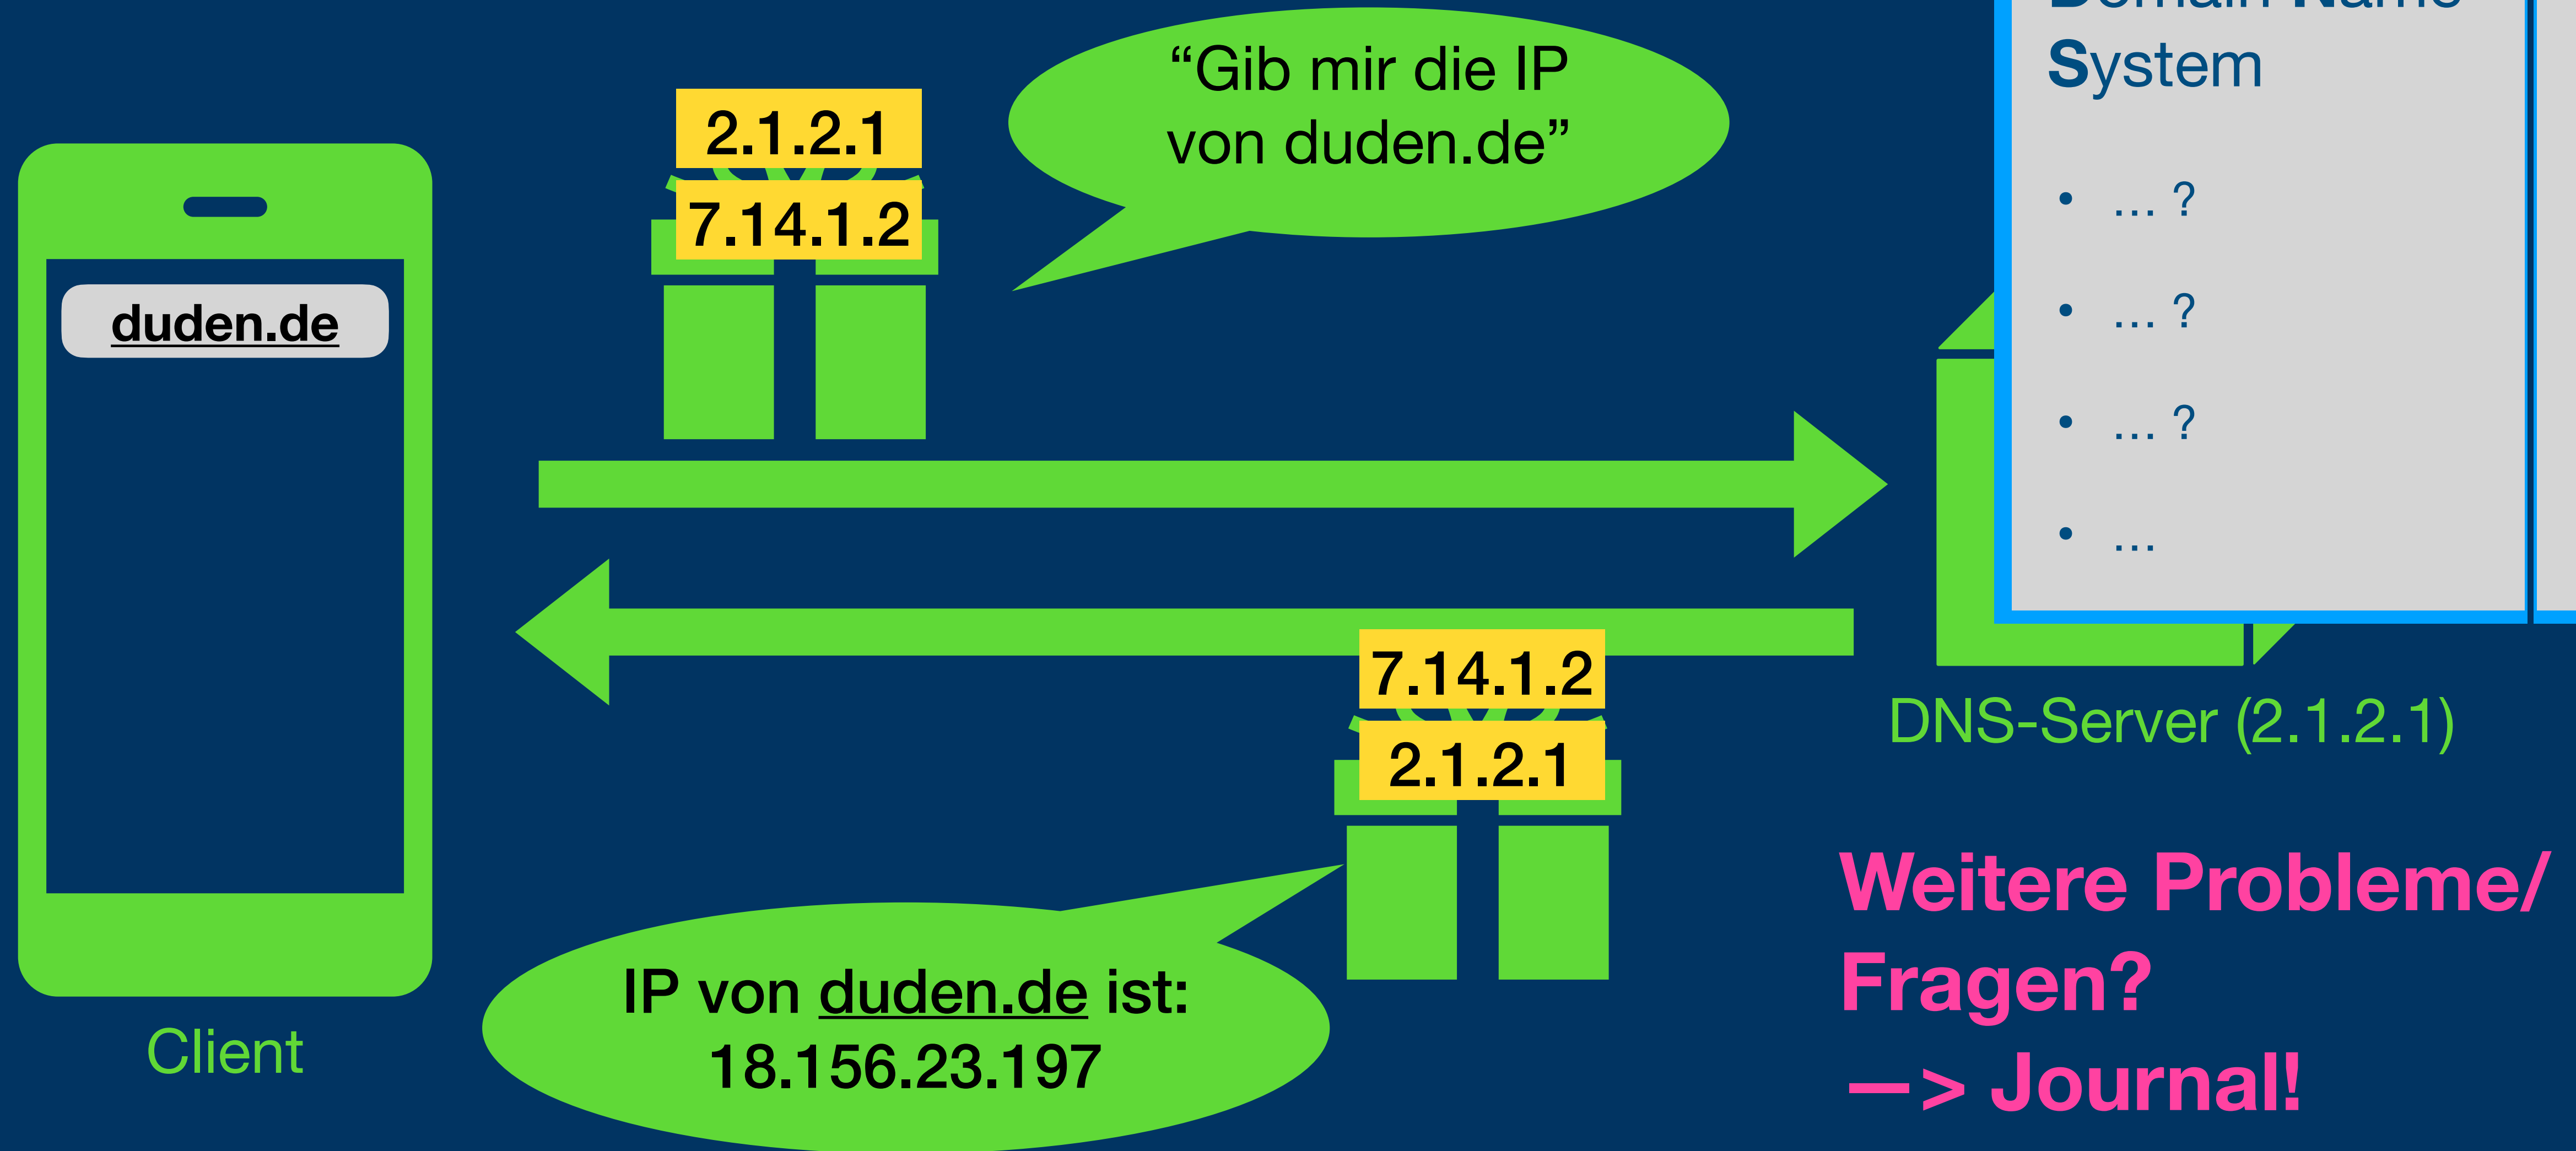 2.1.2.1
7.14.1.2
“Gib mir die IP
von duden.de”
Domain Name
System
• … ?
• … ?
• … ?
• …
duden.de
7.14.1.2
2.1.2.1
DNS-Server (2.1.2.1)
IP von duden.de ist:
18.156.23.197
Client
Weitere Probleme/
Fragen?
—> Journal!